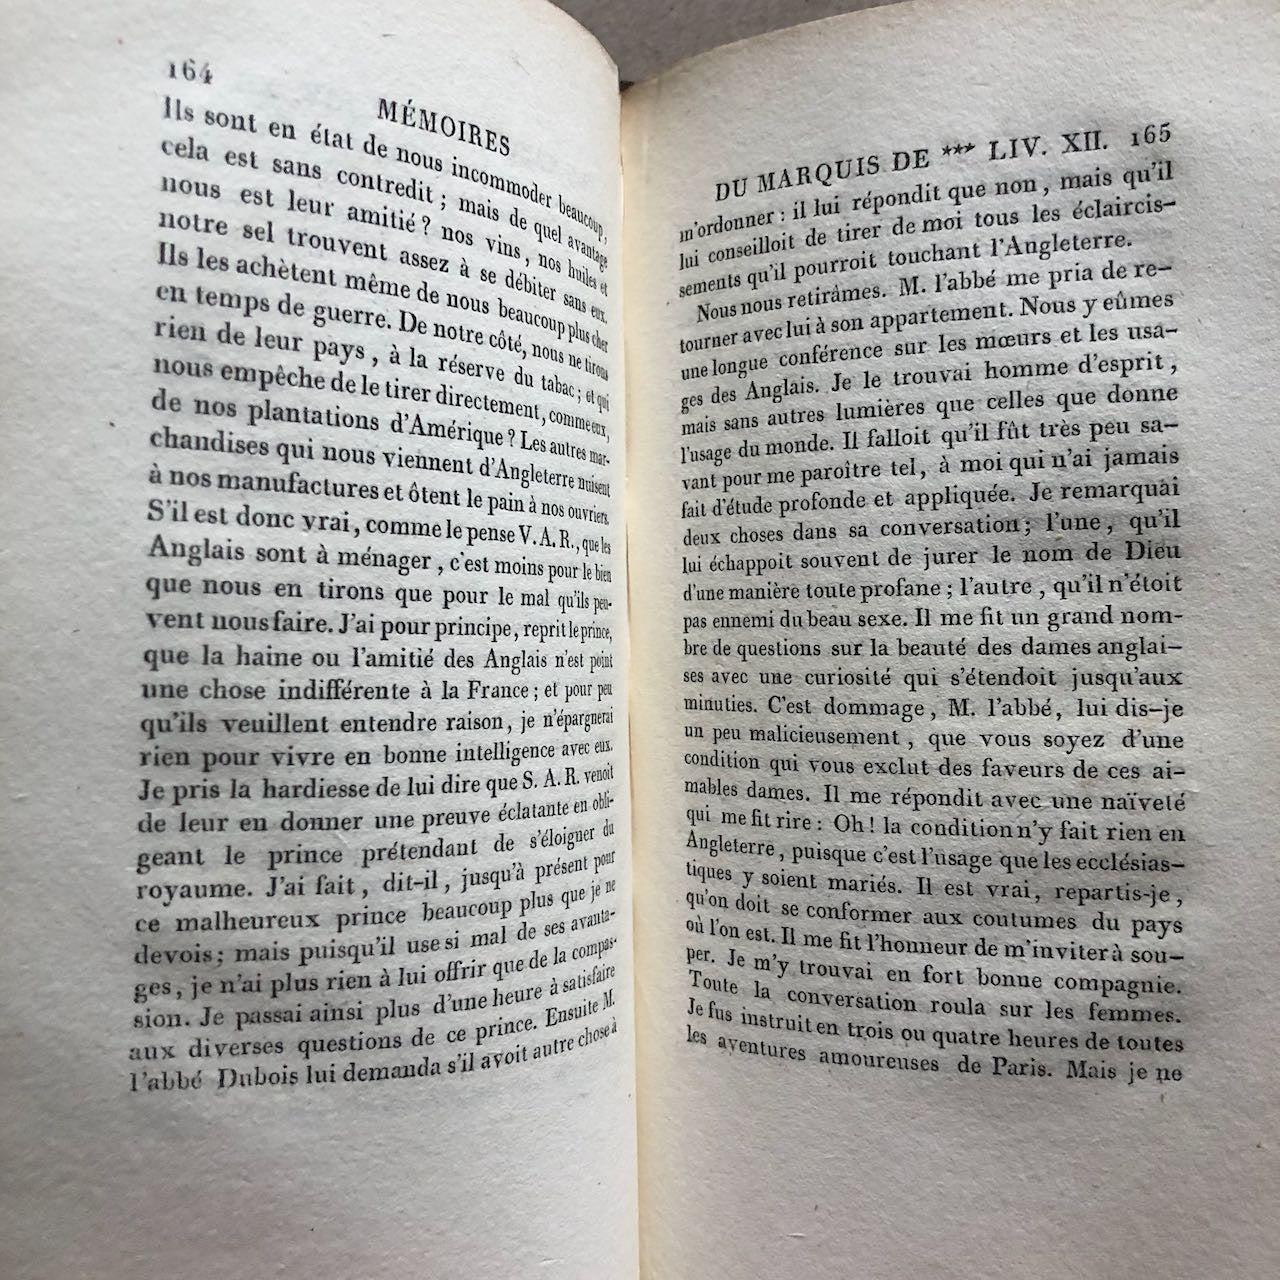 164
MÉMOIRES
Ils sont en état de nous incommoder beaucoup,
cela est sans contredit ; mais de quel avantage
nous est leur amitié ? nos vins, nos huiles et
notre sel trouvent assez à se débiter sans eux.
Ils les achètent même de nous beaucoup plus cher
en temps de guerre. De notre côté, nous ne tirons
rien de leur pays, à la réserve du tabac ; et qui
nous empêche de le tirer directement, comme eux,
de nos plantations d'Amérique ? Les autres mar-
chandises qui nous viennent d'Angleterre nuisent
à nos manufactures et ôtent le pain à nos ouvriers.
S'il est donc vrai, comme le pense V. A. R., que les
Anglais sont à ménager, c'est moins pour le bien
que nous en tirons que pour le mal qu'ils peu-
vent nous faire. J'ai pour principe, reprit le prince,
que la haine ou l'amitié des Anglais n'est point
une chose indifférente à la France ; et pour peu
qu'ils veuillent entendre raison, je n'épargnerai
rien pour vivre en bonne intelligence avec eux.
Je pris la hardiesse de lui dire que S. A. R. venoit
de leur en donner une preuve éclatante en obli-
geant le prince prétendant de s'éloigner du
royaume. J'ai fait, dit-il, jusqu'à présent pour
ce malheureux prince beaucoup plus que je ne
devois ; mais puisqu'il use si mal de ses avanta-
ges, je n'ai plus rien à lui offrir que de la compas-
sion. Je passai ainsi plus d'une heure à satisfaire
aux diverses questions de ce prince. Ensuite M.
l'abbé Dubois lui demanda s'il avoit autre chose à
DU MARQUIS DE *** LIV. XII. 165
m'ordonner : il lui répondit que non, mais qu'il
lui conseilloit de tirer de moi tous les éclaircis-
sements qu'il pourroit touchant l'Angleterre.
Nous nous retirâmes. M. l'abbé me pria de re-
tourner avec lui à son appartement. Nous y eûmes
une longue conférence sur les mœurs et les usa-
ges des Anglais. Je le trouvai homme d'esprit,
mais sans autres lumières que celles que donne
l'usage du monde. Il falloit qu'il fût très peu sa-
vant pour me paroître tel, à moi qui n'ai jamais
fait d'étude profonde et appliquée. Je remarquai
deux choses dans sa conversation ; l'une, qu'il
lui échappoit souvent de jurer le nom de Dieu
d'une manière toute profane ; l'autre, qu'il n'étoit
pas ennemi du beau sexe. Il me fit un grand nom-
bre de questions sur la beauté des dames anglai-
ses avec une curiosité qui s'étendoit jusqu'aux
minuties. C'est dommage, M. l'abbé, lui dis-je
un peu malicieusement, que vous soyez d'une
condition qui vous exclut des faveurs de ces ai-
mables dames. Il me répondit avec une naïveté
qui me fit rire : Oh ! la condition n'y fait rien en
Angleterre, puisque c'est l'usage que les ecclésias-
tiques y soient mariés. Il est vrai, repartis-je,
qu'on doit se conformer aux coutumes du pays
où l'on est. Il me fit l'honneur de m'inviter à sou-
per. Je m'y trouvai en fort bonne compagnie.
Toute la conversation roula sur les femmes.
Je fus instruit en trois ou quatre heures de toutes
les aventures amoureuses de Paris. Mais je ne